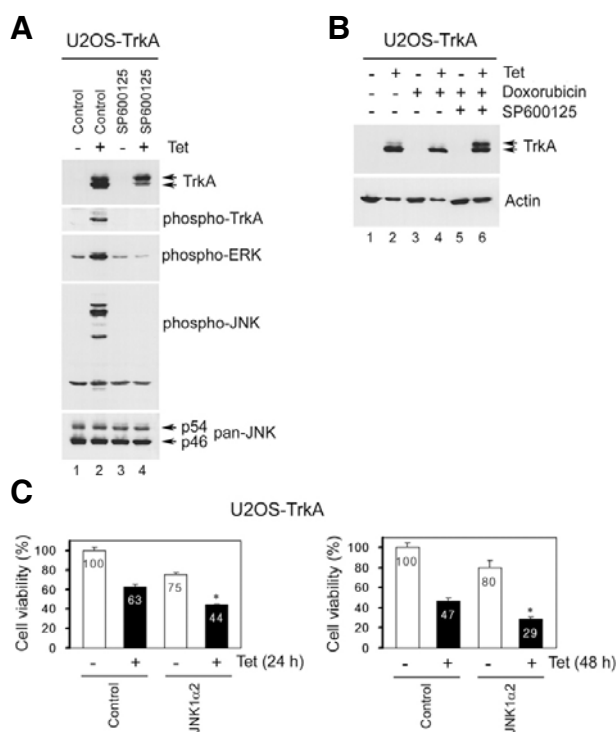 A
U2OS-TrkA
Control Control SP600125 SP600125
- + - + Tet
TrkA
phospho-TrkA
phospho-ERK
phospho-JNK
p54
p46
pan-JNK
1 2 3 4
B
U2OS-TrkA
- + - + - + Tet
- - + + + + Doxorubicin
- - - - + + SP600125
TrkA
Actin
1 2 3 4 5 6
C
U2OS-TrkA
Cell viability (%)
100
80
60
40
20
0
100
63
75
*
44
- + - + Tet (24 h)
Control JNK1α2
Cell viability (%)
100
80
60
40
20
0
100
47
80
*
29
- + - + Tet (48 h)
Control JNK1α2